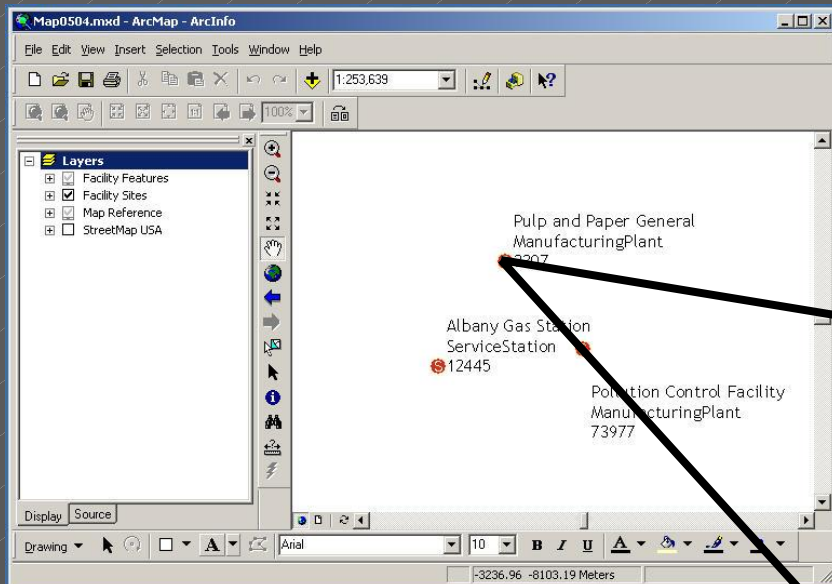 Map0504.mxd - ArcMap - ArcInfo
File Edit View Insert Selection Tools Window Help
1:253,639
100%
Layers
Facility Features
Facility Sites
Map Reference
StreetMap USA
Pulp and Paper General
ManufacturingPlant
Albany Gas Station
ServiceStation
S 12445
Pollution Control Facility
ManufacturingPlant
73977
Display Source
Drawing A Arial 10 B I U A
-3236.96 -8103.19 Meters